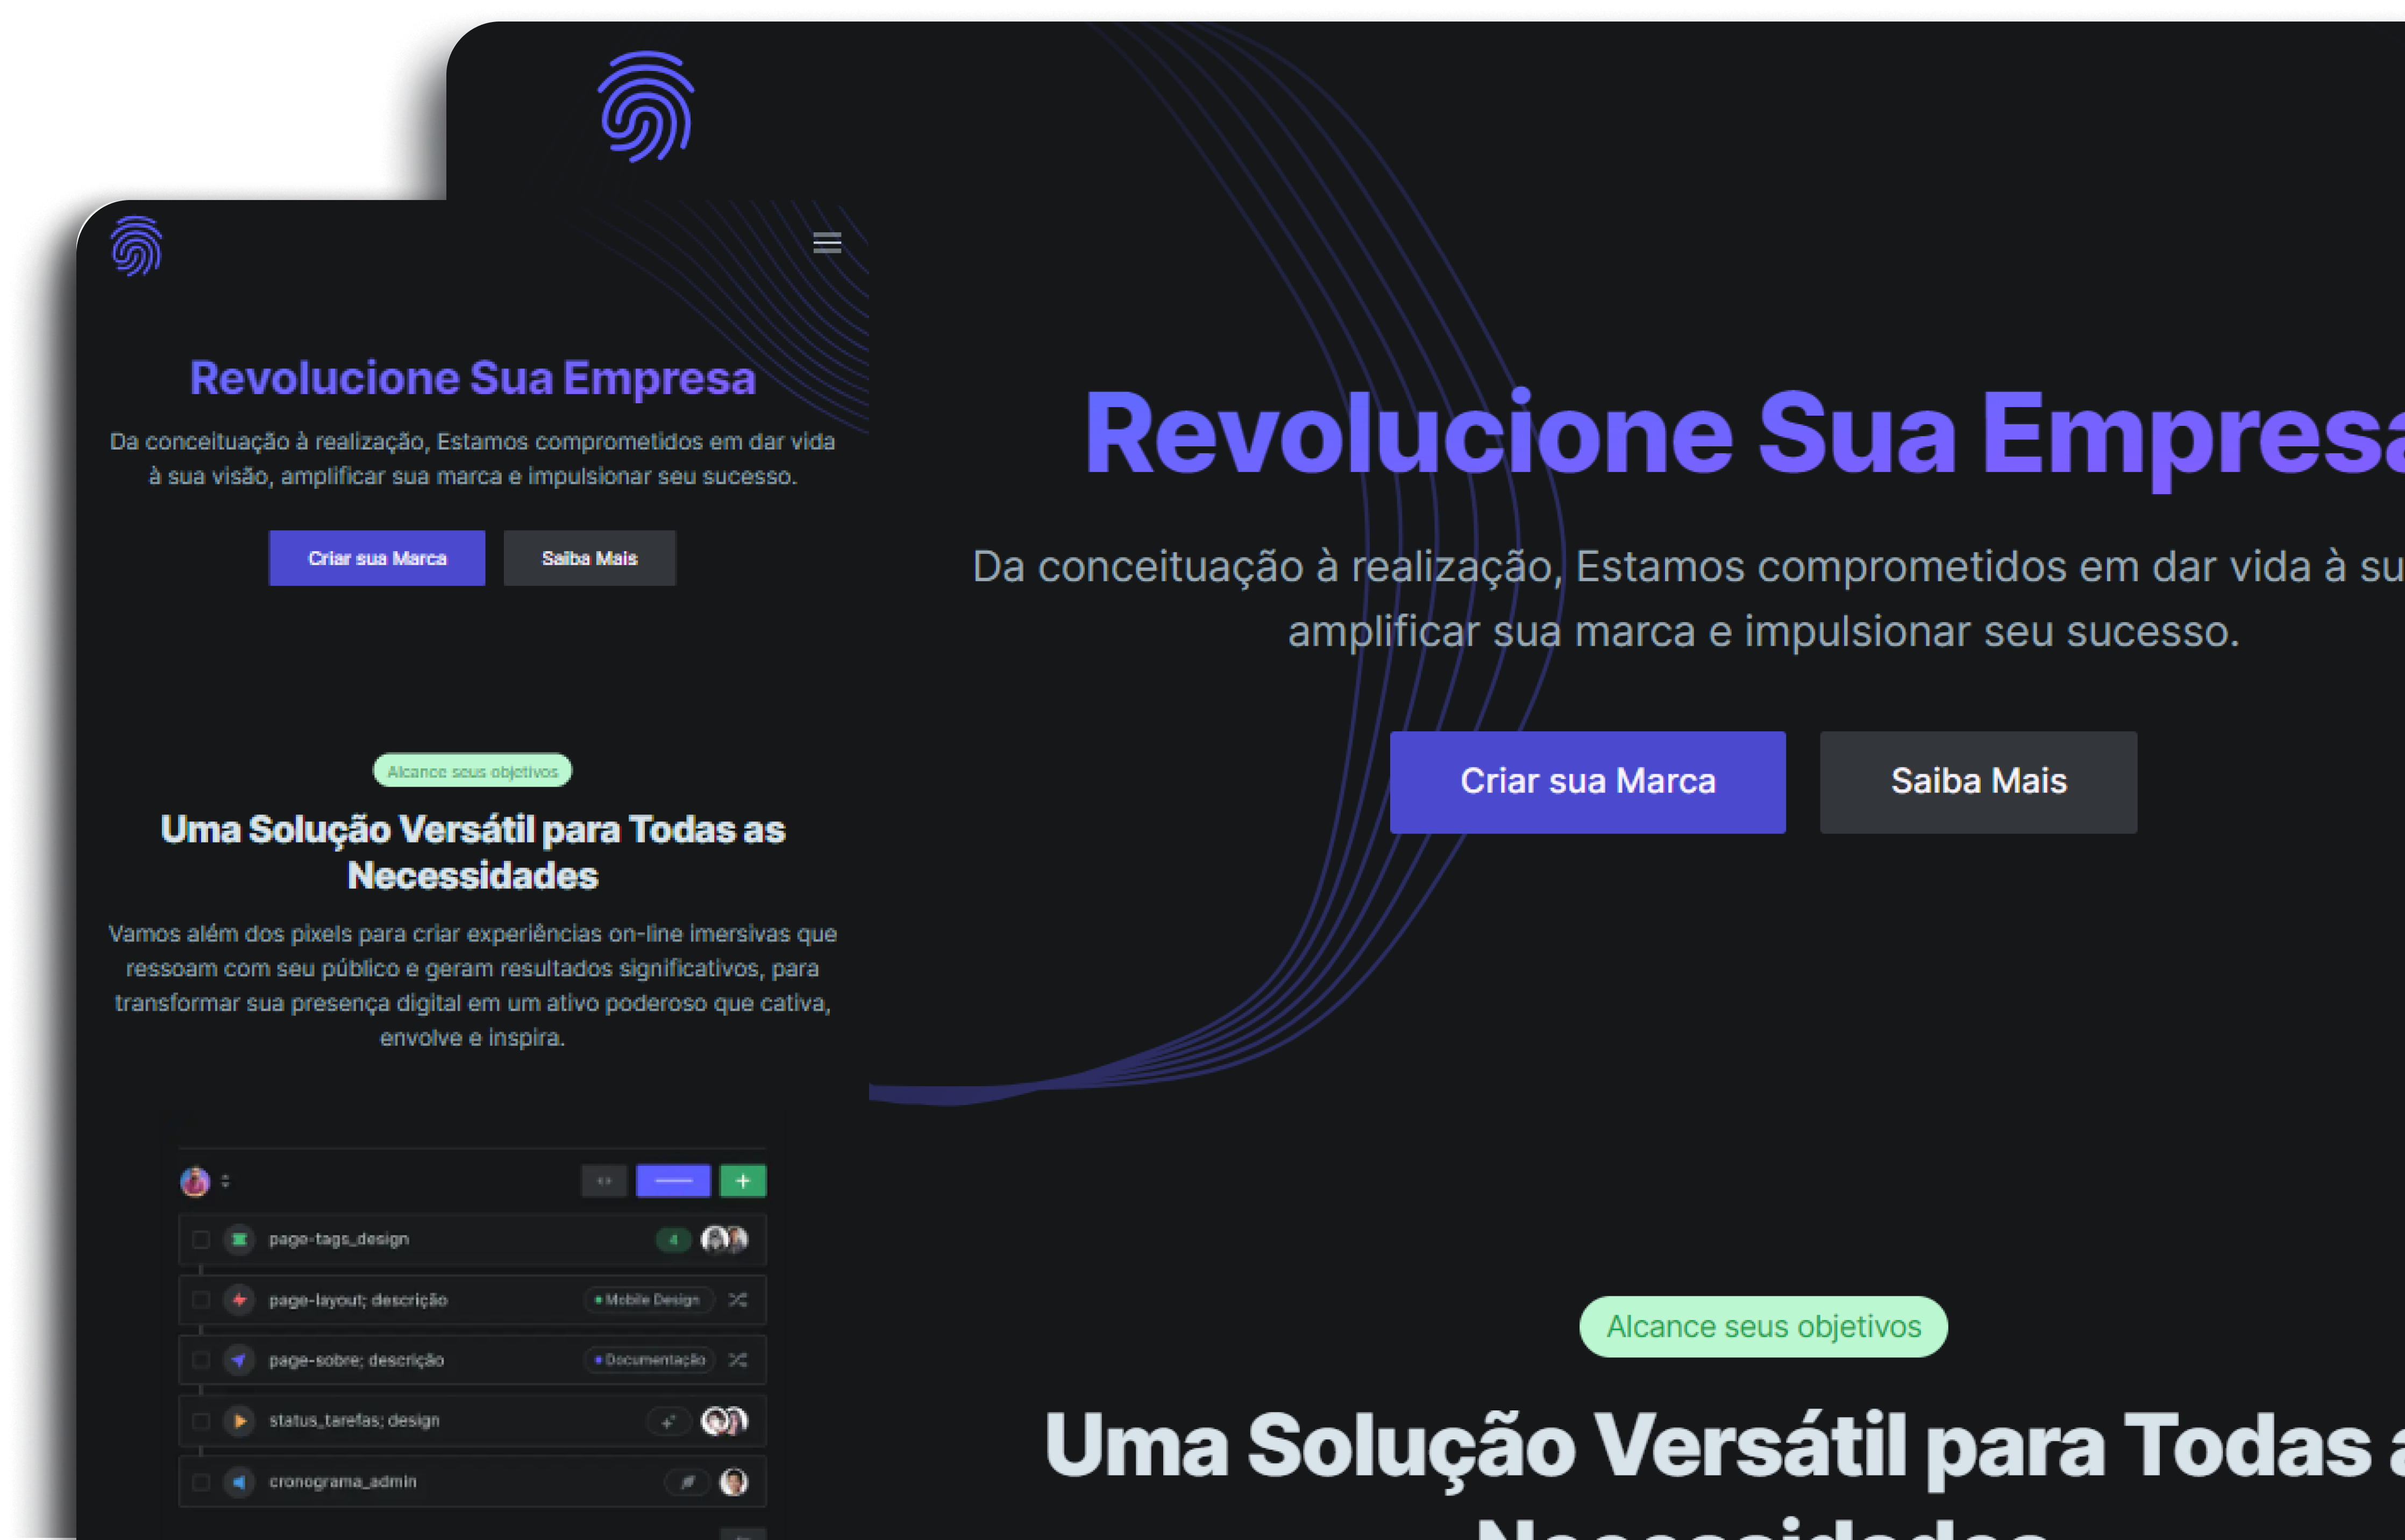 Revolucione Sua Empresa
Da conceituação à realização, Estamos comprometidos em dar vida
à sua visão, amplificar sua marca e impulsionar seu sucesso.
Criar sua Marca
Saiba Mais
Alcance seus objetivos
Uma Solução Versátil para Todas as
Necessidades
Vamos além dos pixels para criar experiências on-line imersivas que
ressoam com seu público e geram resultados significativos, para
transformar sua presença digital em um ativo poderoso que cativa,
envolve e inspira.
page-tags_design
4
page-layout; descrição
Mobile Design
page-sobre; descrição
Documentação
status_tarefas; design
cronograma_admin
Revolucione Sua Empresa
Da conceituação à realização, Estamos comprometidos em dar vida à su
amplificar sua marca e impulsionar seu sucesso.
Criar sua Marca
Saiba Mais
Alcance seus objetivos
Uma Solução Versátil para Todas a
Necessidades